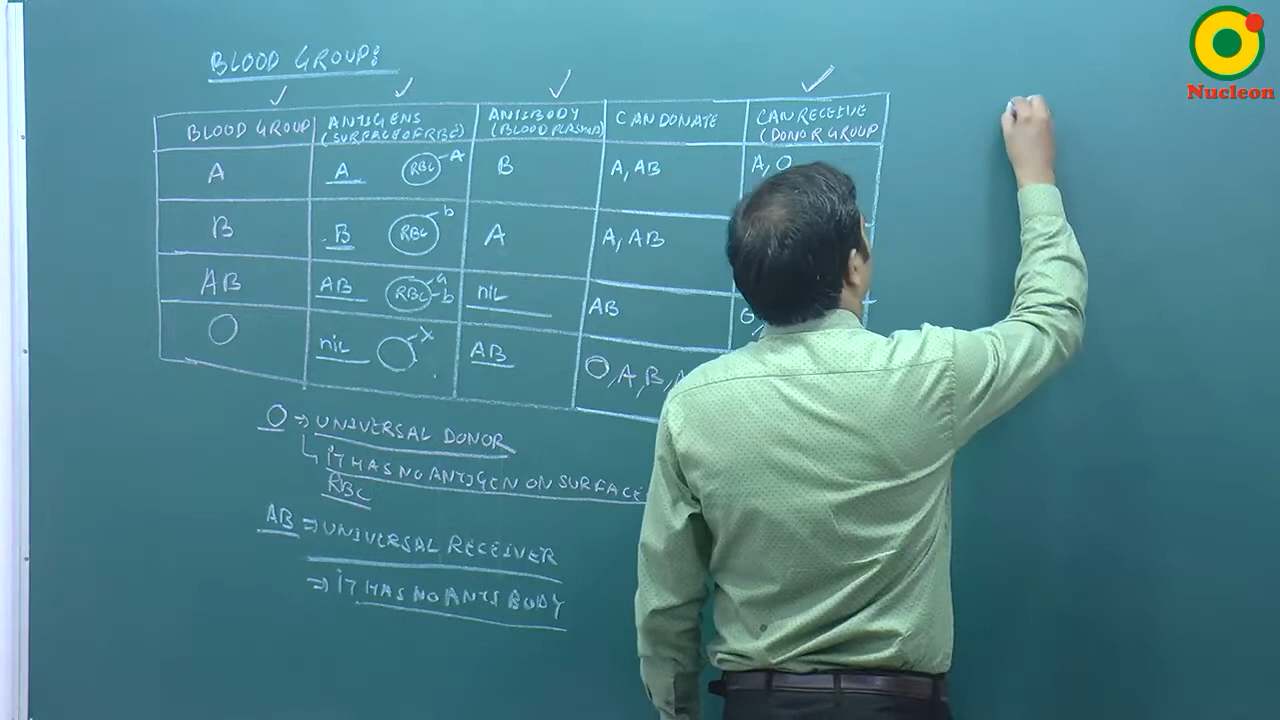 Nucleon
BLOOD GROUP:
BLOOD GROUP | ANTIGENS (SURFACE OF RBC) | ANTIBODY (BLOOD PLASMA) | CAN DONATE | CAN RECEIVE (DONOR GROUP
A | A RBC A | B | A, AB | A, O
B | B RBC b | A | A, AB
AB | AB RBC a b | nil | AB
O | nil X | AB | O, A, B,
O → UNIVERSAL DONOR
IT HAS NO ANTIGEN ON SURFACE
RBC
AB ⇒ UNIVERSAL RECEIVER
⇒ IT HAS NO ANTI BODY